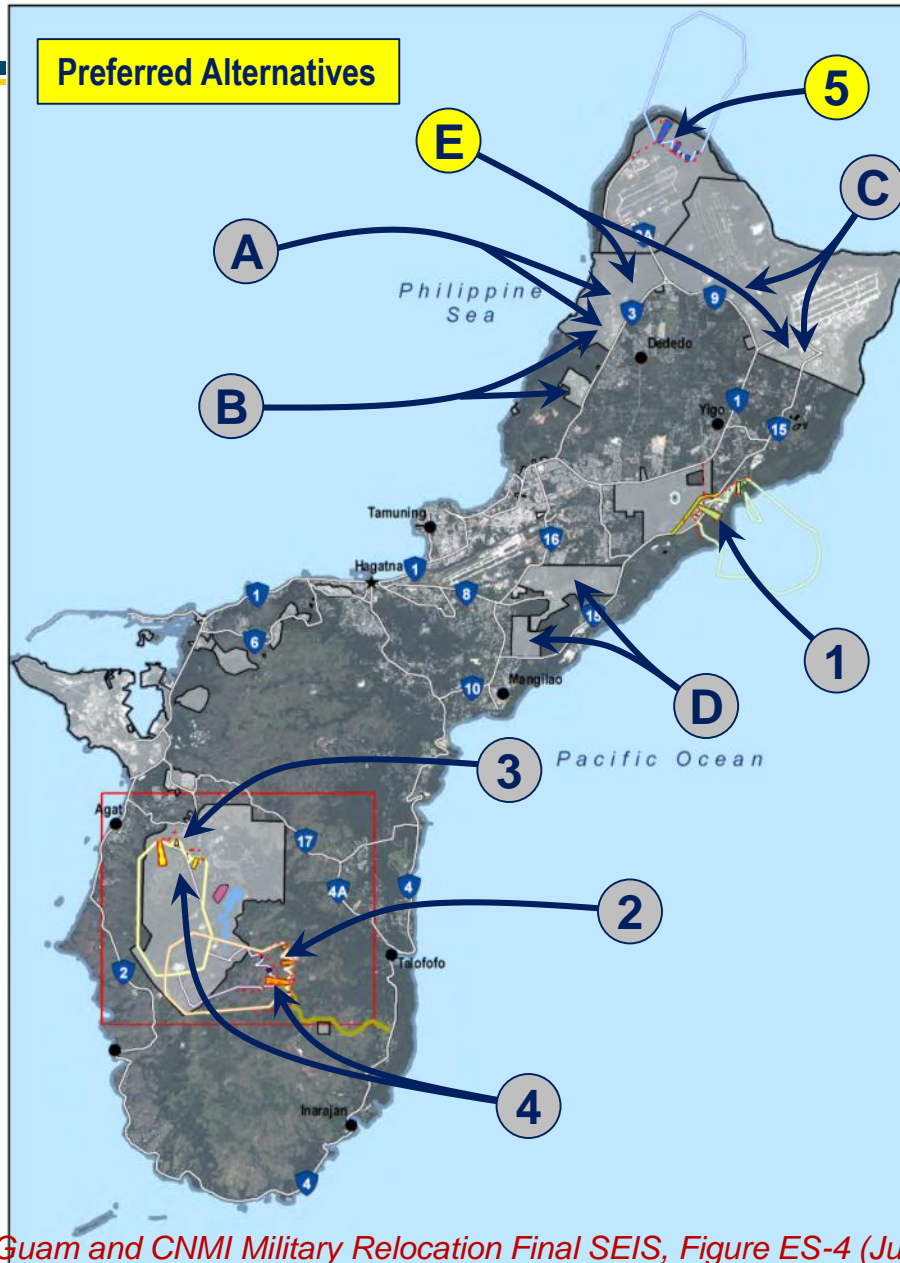 Preferred Alternatives
5
E
C
A
Philippine
Sea
3
9
Dededo
B
Yigo
1
15
Tamuning
16
Hagatna
1
1
8
6
15
1
10
Mangilao
D
Pacific Ocean
3
Agat
17
4A
4
2
2
Talofofo
4
Inarajan
4
Guam and CNMI Military Relocation Final SEIS, Figure ES-4 (Ju